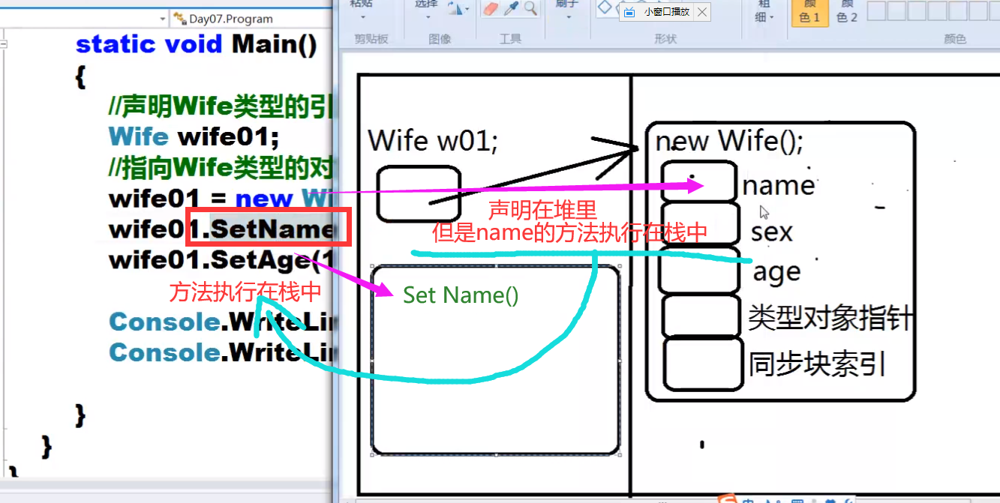 Day07.Program
static void Main()
{
//声明Wife类型的引
Wife wife01;
//指向Wife类型的对
wife01 = new Wi
wife01.SetName
wife01.SetAge(1
方法执行在栈中
Console.WriteLin
Console.WriteLin
}
}
}
粘贴
选择
刷子
小窗口播放
粗
细
颜
色 1
颜
色 2
剪贴板
图像
工具
形状
颜色
Wife w01;
new Wife();
name
声明在堆里
但是name的方法执行在栈中
sex
age
Set Name()
类型对象指针
同步块索引